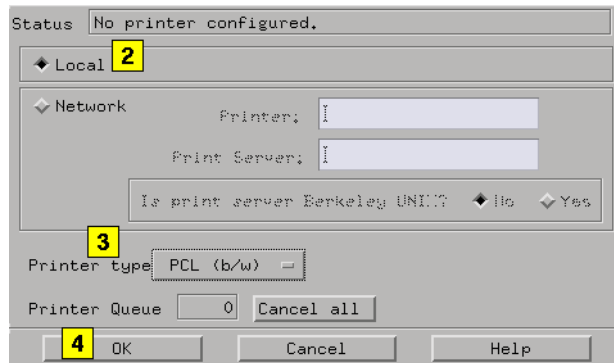 Status No printer configured.
Local 2
Network
Printer:
Print Server:
Is print server Berkeley UNIX? No Yes
3
Printer type PCL (b/w)
Printer Queue 0 Cancel all
4 OK Cancel Help